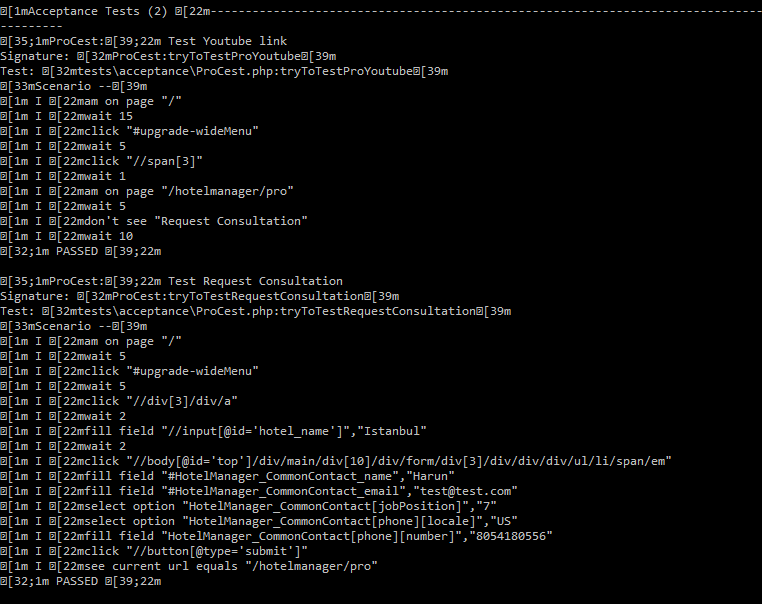 �[1mAcceptance Tests (2) �[22m--------------------------------------------------------------------------
---------
�[35;1mProCest:�[39;22m Test Youtube link
Signature: �[32mProCest:tryToTestProYoutube�[39m
Test: �[32mtests\acceptance\ProCest.php:tryToTestProYoutube�[39m
�[33mScenario --�[39m
�[1m I �[22mam on page "/"
�[1m I �[22mwait 15
�[1m I �[22mclick "#upgrade-wideMenu"
�[1m I �[22mwait 5
�[1m I �[22mclick "//span[3]"
�[1m I �[22mwait 1
�[1m I �[22mam on page "/hotelmanager/pro"
�[1m I �[22mwait 5
�[1m I �[22mdon't see "Request Consultation"
�[1m I �[22mwait 10
�[32;1m PASSED �[39;22m
�[35;1mProCest:�[39;22m Test Request Consultation
Signature: �[32mProCest:tryToTestRequestConsultation�[39m
Test: �[32mtests\acceptance\ProCest.php:tryToTestRequestConsultation�[39m
�[33mScenario --�[39m
�[1m I �[22mam on page "/"
�[1m I �[22mwait 5
�[1m I �[22mclick "#upgrade-wideMenu"
�[1m I �[22mwait 5
�[1m I �[22mclick "//div[3]/div/a"
�[1m I �[22mwait 2
�[1m I �[22mfill field "//input[@id='hotel_name']","Istanbul"
�[1m I �[22mwait 2
�[1m I �[22mclick "//body[@id='top']/div/main/div[10]/div/form/div[3]/div/div/div/ul/li/span/em"
�[1m I �[22mfill field "#HotelManager_CommonContact_name","Harun"
�[1m I �[22mfill field "#HotelManager_CommonContact_email","test@test.com"
�[1m I �[22mselect option "HotelManager_CommonContact[jobPosition]","7"
�[1m I �[22mselect option "HotelManager_CommonContact[phone][locale]","US"
�[1m I �[22mfill field "HotelManager_CommonContact[phone][number]","8054180556"
�[1m I �[22mclick "//button[@type='submit']"
�[1m I �[22msee current url equals "/hotelmanager/pro"
�[32;1m PASSED �[39;22m